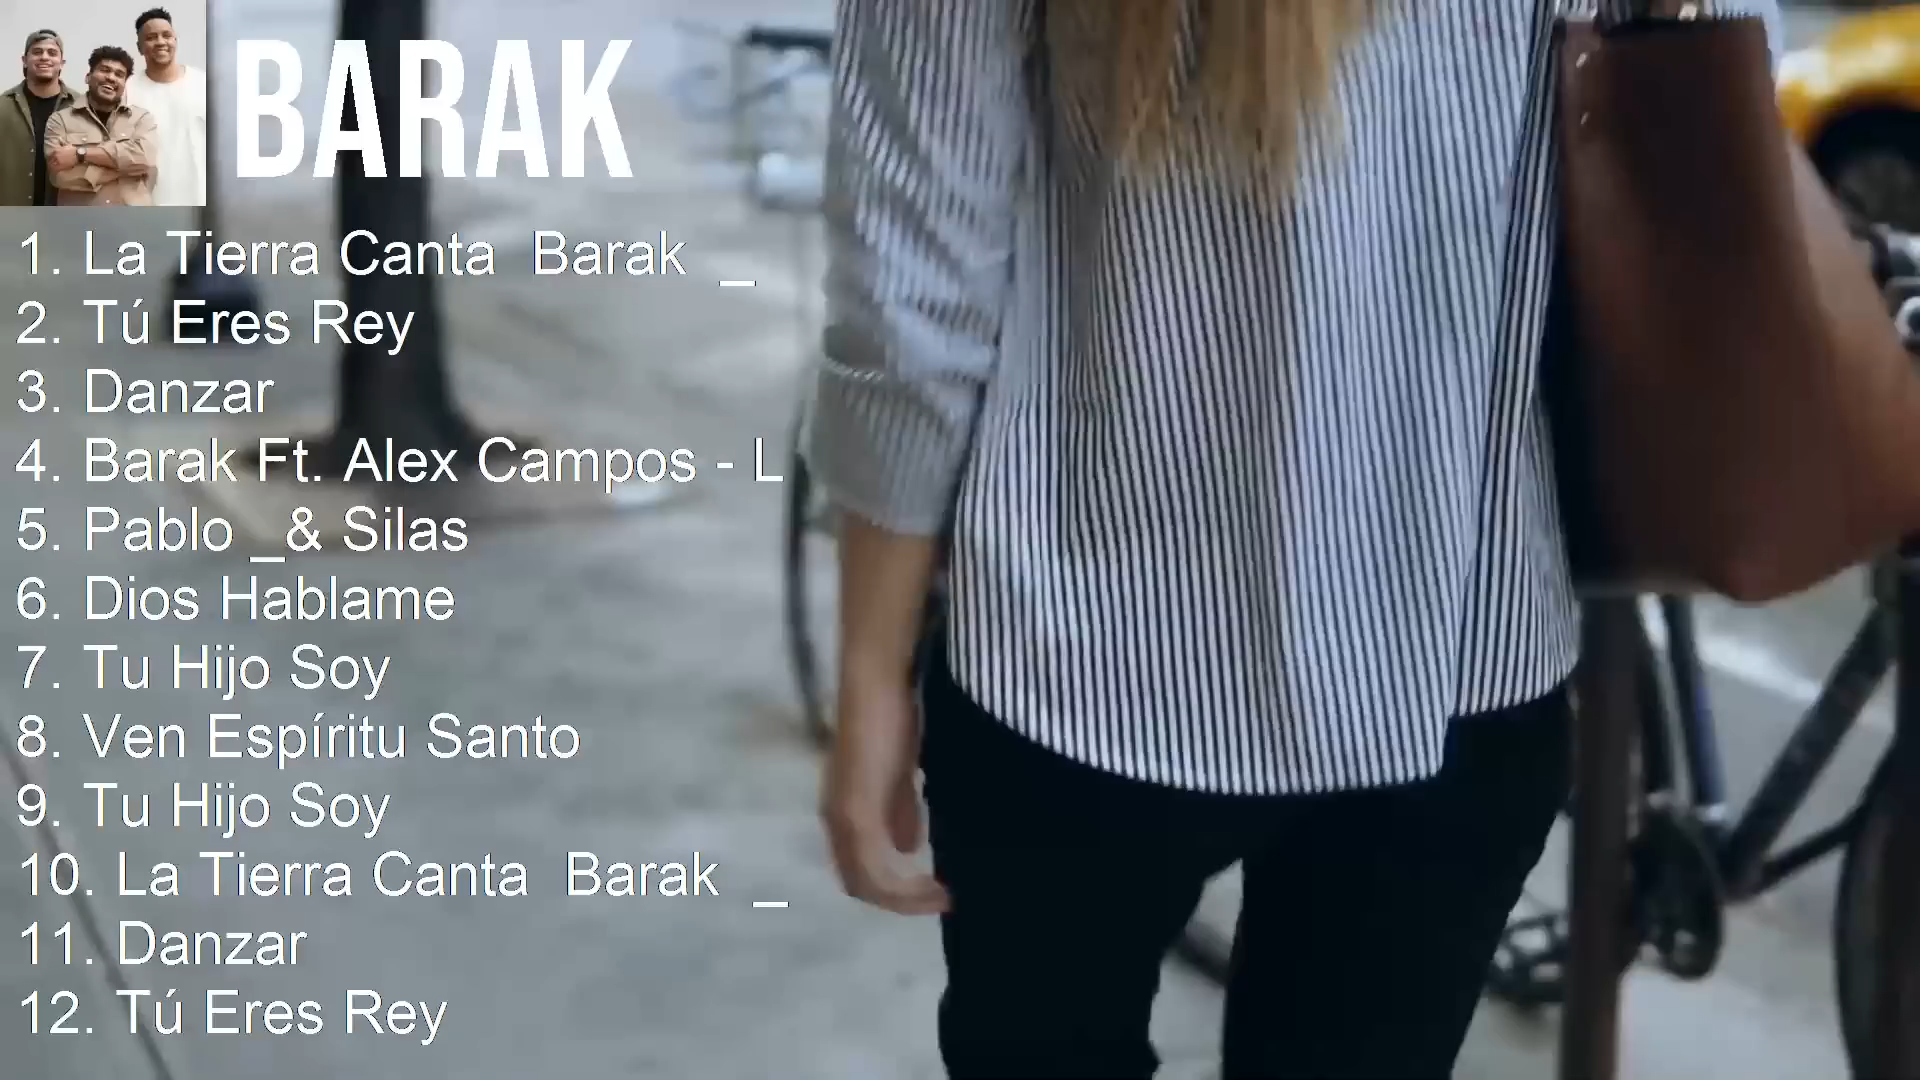 BARAK
1. La Tierra Canta  Barak  _
2. Tú Eres Rey
3. Danzar
4. Barak Ft. Alex Campos - L
5. Pablo _& Silas
6. Dios Hablame
7. Tu Hijo Soy
8. Ven Espíritu Santo
9. Tu Hijo Soy
10. La Tierra Canta  Barak  _
11. Danzar
12. Tú Eres Rey